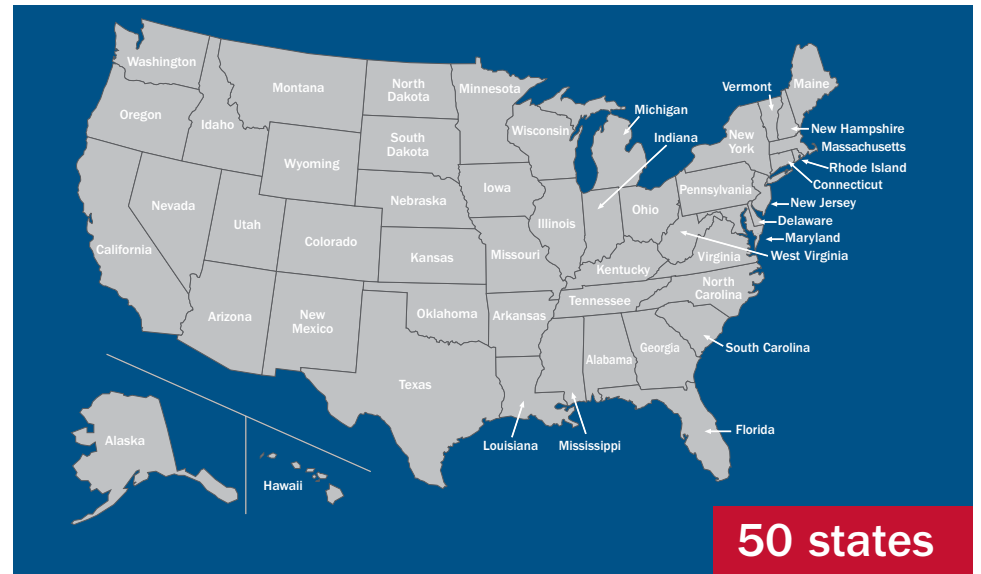 Washington
Oregon
Idaho
Montana
North
Dakota
Minnesota
South
Dakota
Wisconsin
Michigan
Indiana
Vermont
Maine
New
York
New Hampshire
Massachusetts
Rhode Island
Connecticut
New Jersey
Delaware
Maryland
West Virginia
Pennsylvania
Wyoming
Nebraska
Iowa
Illinois
Ohio
Nevada
Utah
Colorado
California
Kansas
Missouri
Kentucky
Virginia
North
Carolina
Tennessee
Arizona
New
Mexico
Oklahoma
Arkansas
South Carolina
Georgia
Alabama
Texas
Louisiana
Mississippi
Florida
Alaska
Hawaii
50 states